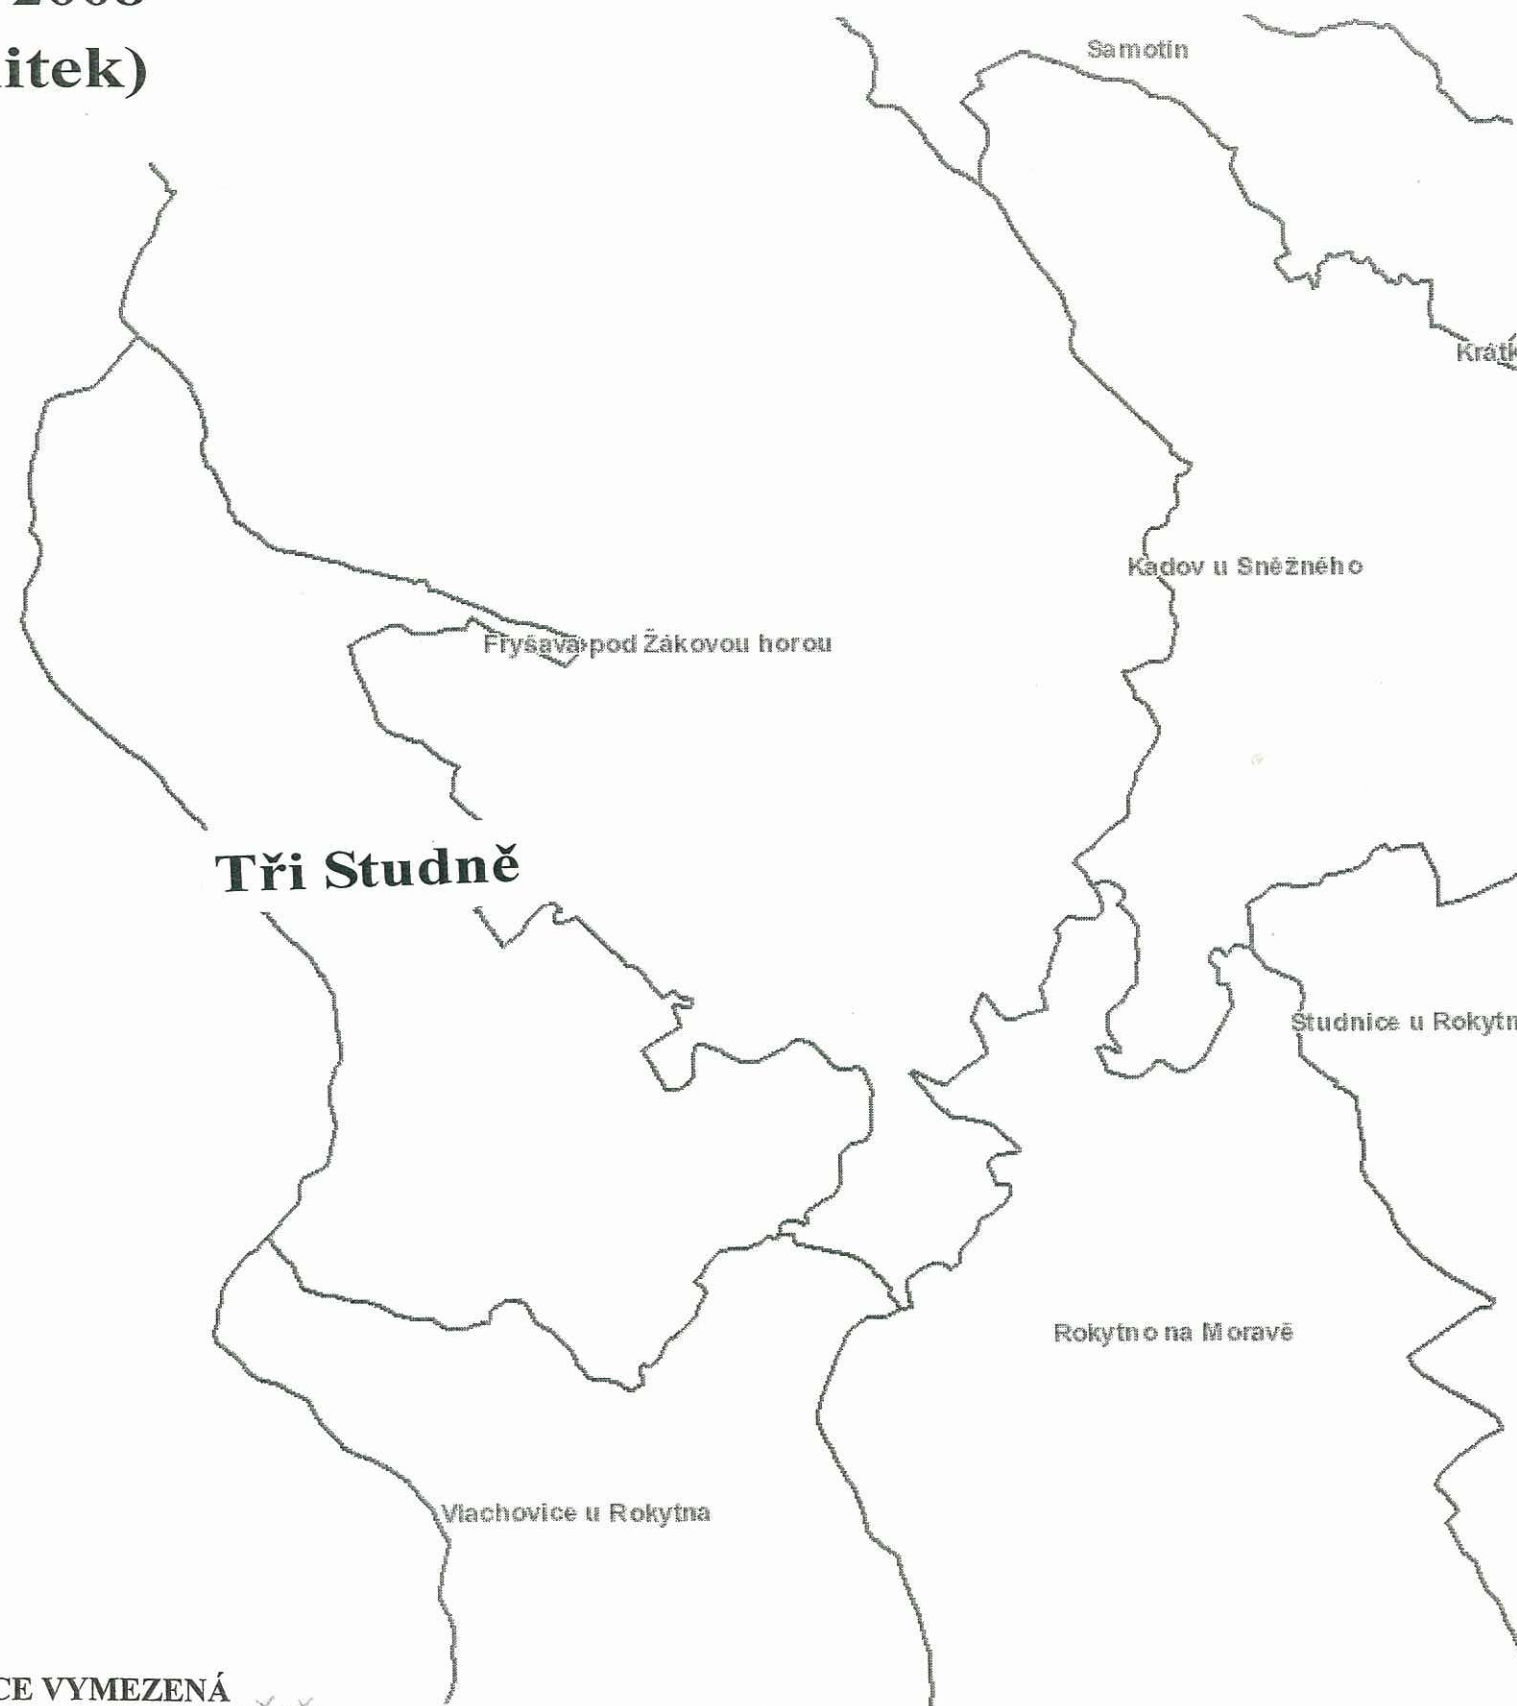 2008
itek)
Samotín
Krátk
Kadov u Sněžného
Fryšava pod Žákovou horou
Tři Studně
Studnice u Rokytn
Rokytno na Moravě
Vlachovice u Rokytna
CE VYMEZENÁ